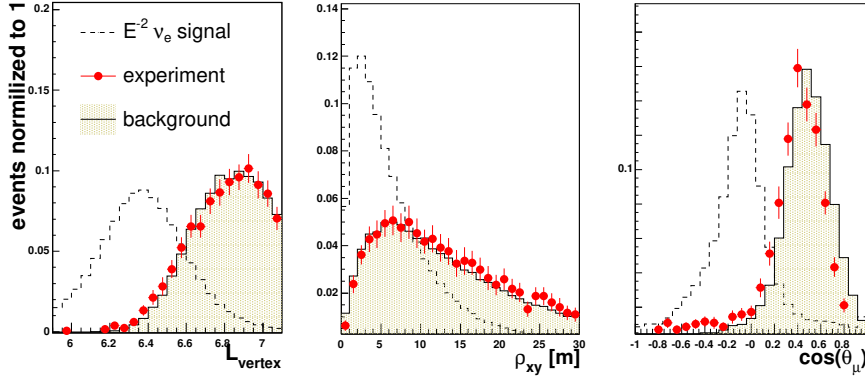 events normilized to 1
0.2
0.15
0.1
0.05
0
E-2 νe signal
experiment
background
6 6.2 6.4 6.6 6.8 7
Lvertex
0.14
0.12
0.1
0.08
0.06
0.04
0.02
0 5 10 15 20 25 30
ρxy [m]
0.1
-1 -0.8 -0.6 -0.4 -0.2 -0 0.2 0.4 0.6 0.8
cos(θμ)